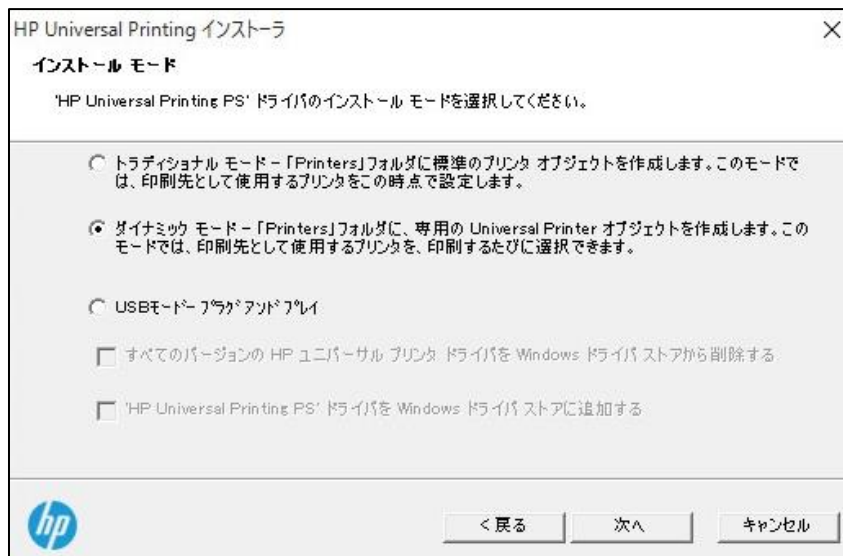 HP Universal Printing インストーラ
インストール モード
'HP Universal Printing PS' ドライバのインストール モードを選択してください。
トラディショナル モード - 「Printers」フォルダに標準のプリンタ オブジェクトを作成します。このモードで
は、印刷先として使用するプリンタをこの時点で設定します。
ダイナミック モード - 「Printers」フォルダに、専用の Universal Printer オブジェクトを作成します。この
モードでは、印刷先として使用するプリンタを、印刷するたびに選択できます。
USBモード- プラグ アンド プレイ
すべてのバージョンの HP ユニバーサル プリンタ ドライバを Windows ドライバ ストアから削除する
'HP Universal Printing PS' ドライバを Windows ドライバ ストアに追加する
hp
< 戻る
次へ
キャンセル